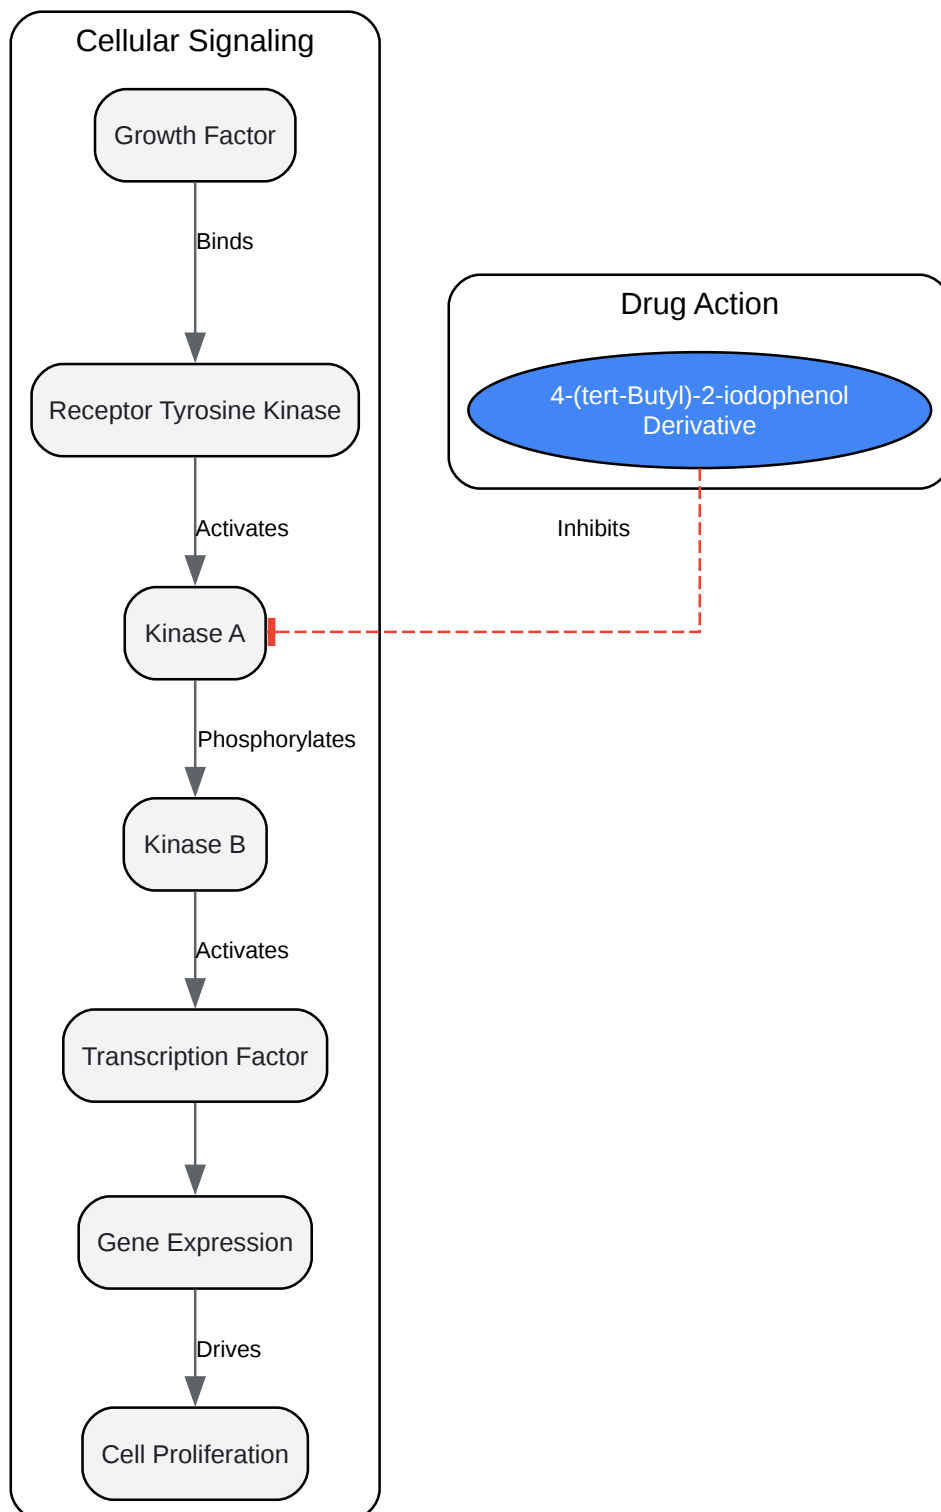 Cellular Signaling
Growth Factor
Binds
Receptor Tyrosine Kinase
Activates
Kinase A
Phosphorylates
Kinase B
Activates
Transcription Factor
Gene Expression
Drives
Cell Proliferation
Drug Action
4-(tert-Butyl)-2-iodophenol
Derivative
Inhibits